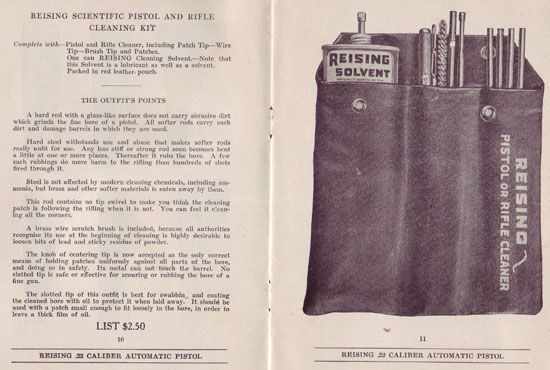 REISING SCIENTIFIC PISTOL AND RIFLE
CLEANING KIT
Complete with—Pistol and Rifle Cleaner, including Patch Tip—Wire
Tip—Brush Tip and Patches.
One can REISING Cleaning Solvent.—Note that
this Solvent is a lubricant as well as a solvent.
Packed in red leather pouch.
THE OUTFIT'S POINTS
A hard rod with a glass-like surface does not carry abrasive dirt
which grinds the fine bore of a pistol. All softer rods carry such
dirt and damage barrels in which they are used.
Hard steel withstands use and abuse that makes softer rods
really unfit for use. Any less stiff or strong rod soon becomes bent
a little at one or more places. Thereafter it rubs the bore. A few
such rubbings do more harm to the rifling than hundreds of shots
fired through it.
Steel is not affected by modern cleaning chemicals, including am-
monia, but brass and other softer materials is eaten away by them.
This rod contains no tip swivel to make you think the cleaning
patch is following the rifling when it is not. You can feel it clean-
ing all the corners.
A brass wire scratch brush is included, because all authorities
recognize its use at the beginning of cleaning is highly desirable to
loosen bits of lead and sticky residue of powder.
The knob of centering tip is now accepted as the only correct
means of holding patches uniformly against all parts of the bore,
and doing so in safety. Its metal can not touch the barrel. No
slotted tip is safe or effective for scouring or rubbing the bore of a
fine gun.
The slotted tip of this outfit is best for swabbing, and coating
the cleaned bore with oil to protect it when laid away. It should be
used with a patch small enough to fit loosely in the bore, in order to
leave a thick film of oil.
LIST $2.50
10
REISING .22 CALIBER AUTOMATIC PISTOL
REISING
SOLVENT
REISING
PISTOL OR RIFLE CLEANER
11
REISING .22 CALIBER AUTOMATIC PISTOL